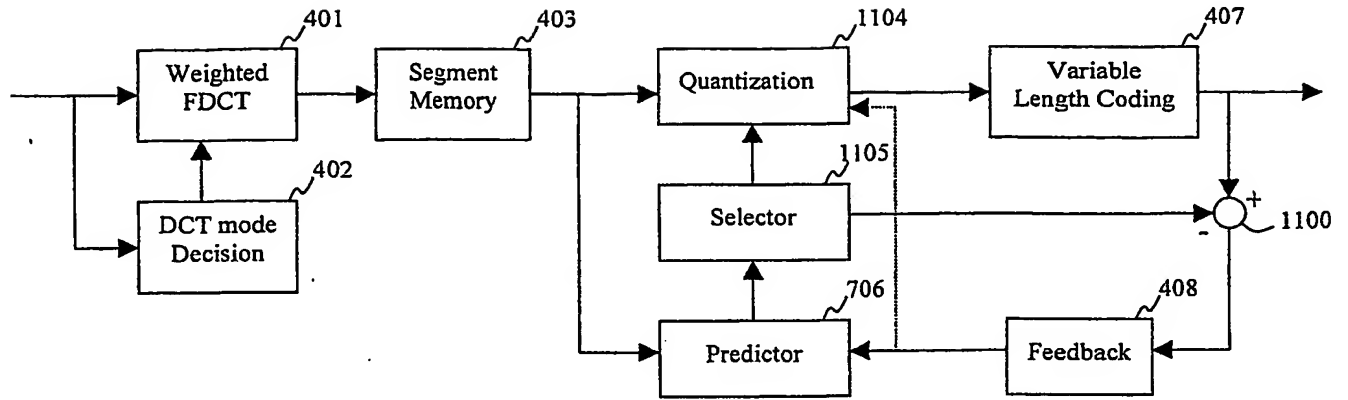 401
403
1104
407
Weighted
FDCT
Segment
Memory
Quantization
Variable
Length Coding
402
1105
DCT mode
Decision
Selector
+
-
1100
706
408
Predictor
Feedback